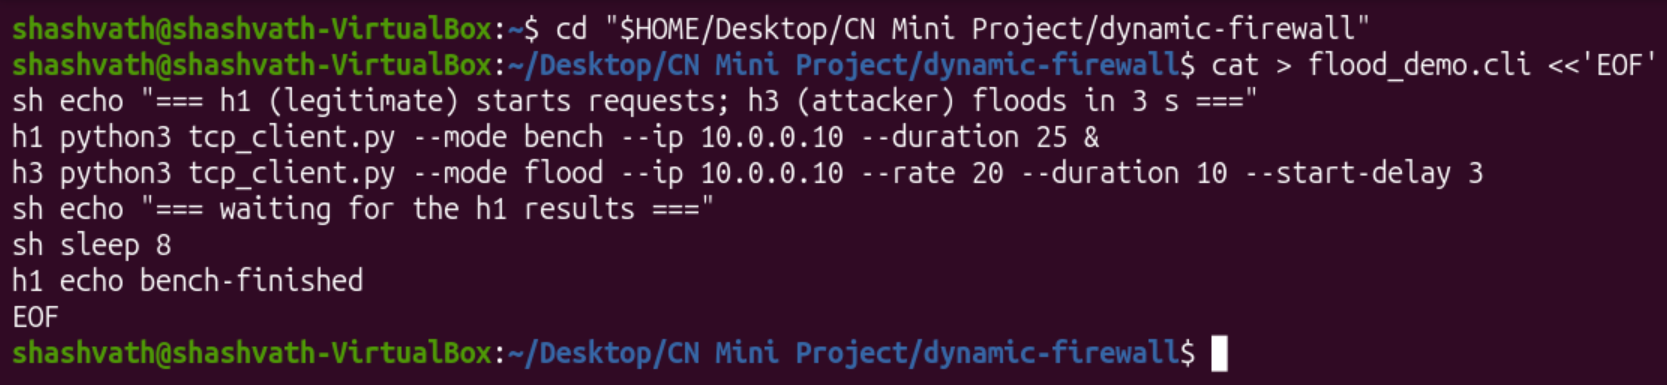 shashvath@shashvath-VirtualBox:~$ cd "$HOME/Desktop/CN Mini Project/dynamic-firewall"
shashvath@shashvath-VirtualBox:~/Desktop/CN Mini Project/dynamic-firewall$ cat > flood_demo.cli <<'EOF'
sh echo "=== h1 (legitimate) starts requests; h3 (attacker) floods in 3 s ==="
h1 python3 tcp_client.py --mode bench --ip 10.0.0.10 --duration 25 &
h3 python3 tcp_client.py --mode flood --ip 10.0.0.10 --rate 20 --duration 10 --start-delay 3
sh echo "=== waiting for the h1 results ==="
sh sleep 8
h1 echo bench-finished
EOF
shashvath@shashvath-VirtualBox:~/Desktop/CN Mini Project/dynamic-firewall$